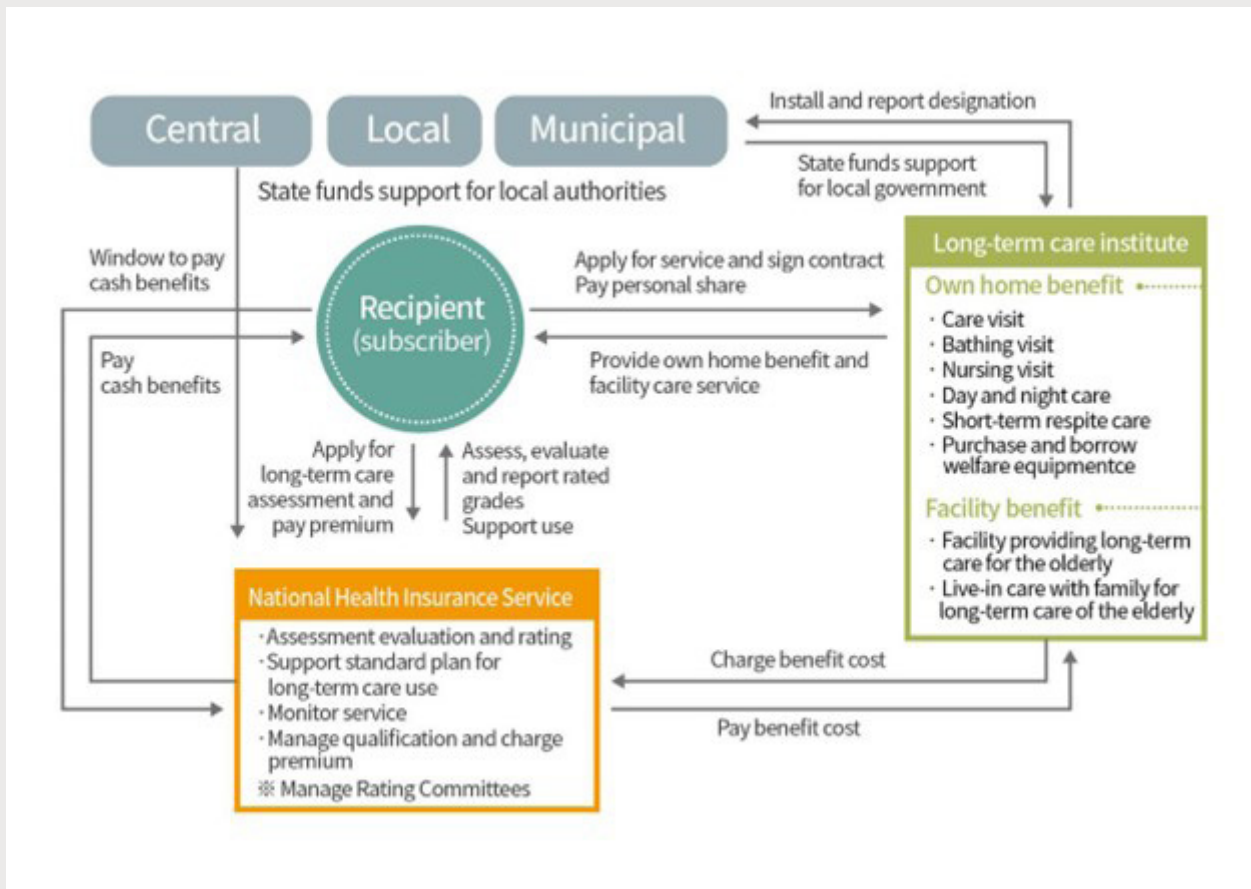 Central
Local
Municipal
Install and report designation
State funds support
for local government
State funds support for local authorities
Window to pay
cash benefits
Pay
cash benefits
Recipient
(subscriber)
Apply for service and sign contract
Pay personal share
Provide own home benefit and
facility care service
Apply for
long-term care
assessment and
pay premium
Assess, evaluate
and report rated
grades
Support use
Long-term care institute
Own home benefit
· Care visit
· Bathing visit
· Nursing visit
· Day and night care
· Short-term respite care
· Purchase and borrow
welfare equipmentce
Facility benefit
· Facility providing long-term
care for the olderly
· Live-in care with family for
long-term care of the elderly
National Health Insurance Service
· Assessment evaluation and rating
· Support standard plan for
long-term care use
· Monitor service
· Manage qualification and charge
premium
※ Manage Rating Committees
Charge benefit cost
Pay benefit cost